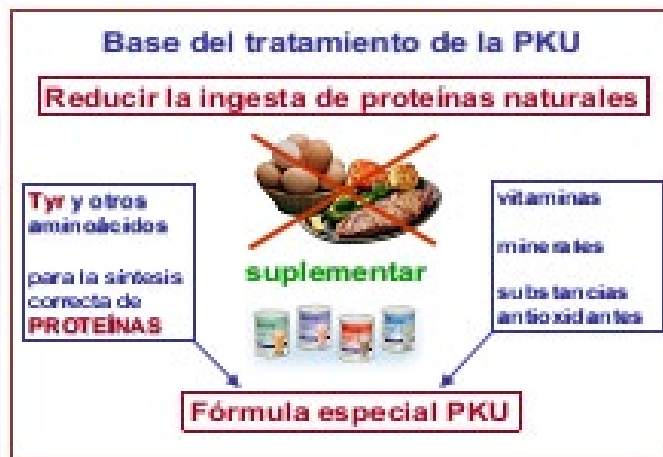 Base del tratamiento de la PKU
Reducir la ingesta de proteínas naturales
Tyr y otros
aminoácidos
para la síntesis
correcta de
PROTEÍNAS
suplementar
vitaminas
minerales
substancias
antioxidantes
Fórmula especial PKU